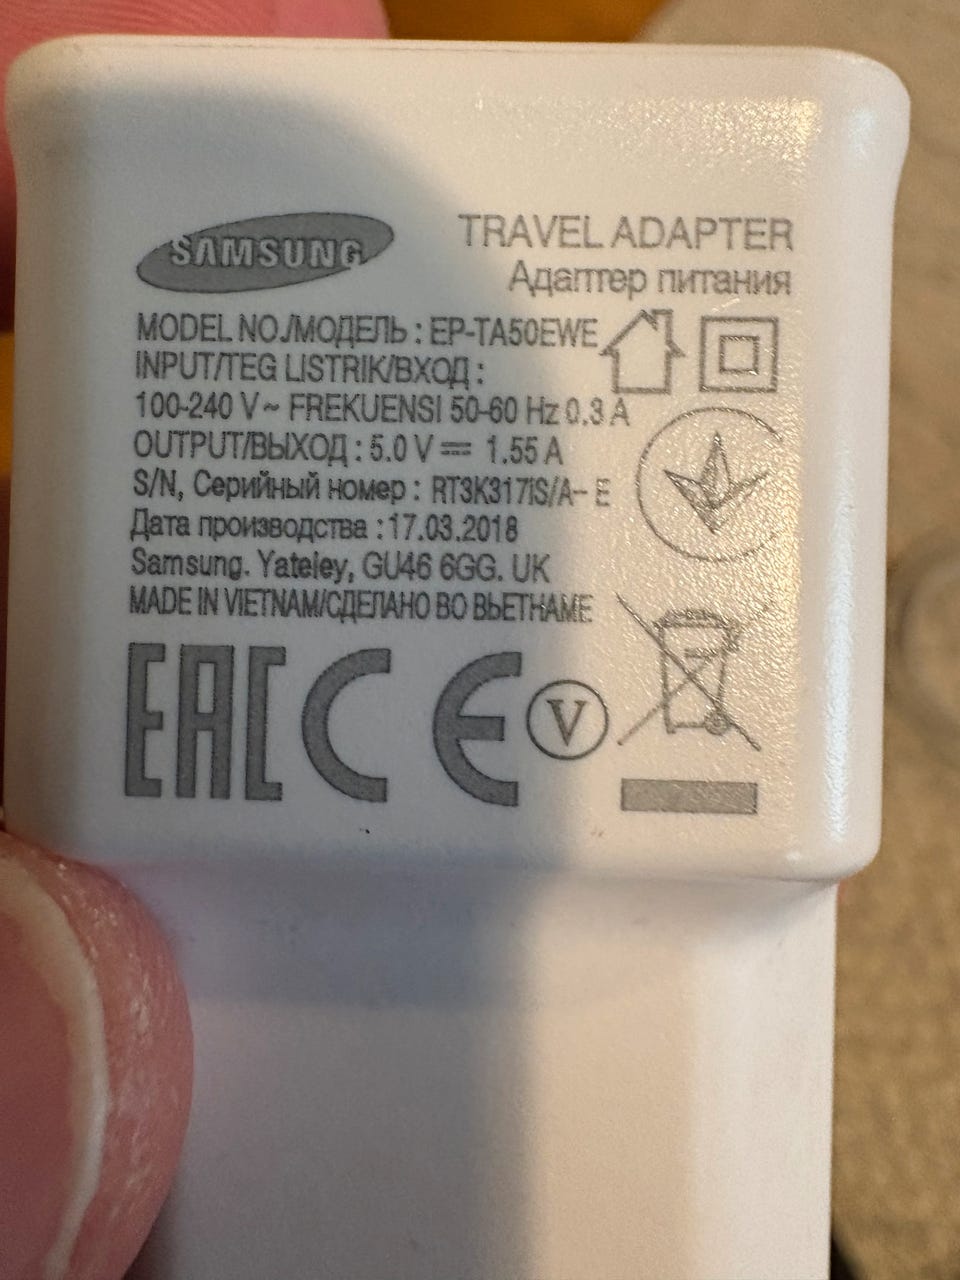 SAMSUNG
TRAVEL ADAPTER
Адаптер питания
MODEL NO./МОДЕЛЬ : EP-TA50EWE
INPUT/TEG LISTRIK/ВХОД :
100-240 V~ FREKUENSI 50-60 Hz 0.3 A
OUTPUT/ВЫХОД : 5.0 V⎓ 1.55 A
S/N, Серийный номер : RT3K317IS/A- E
Дата производства : 17.03.2018
Samsung. Yateley, GU46 6GG. UK
MADE IN VIETNAM/СДЕЛАНО ВО ВЬЕТНАМЕ
EAC CE V